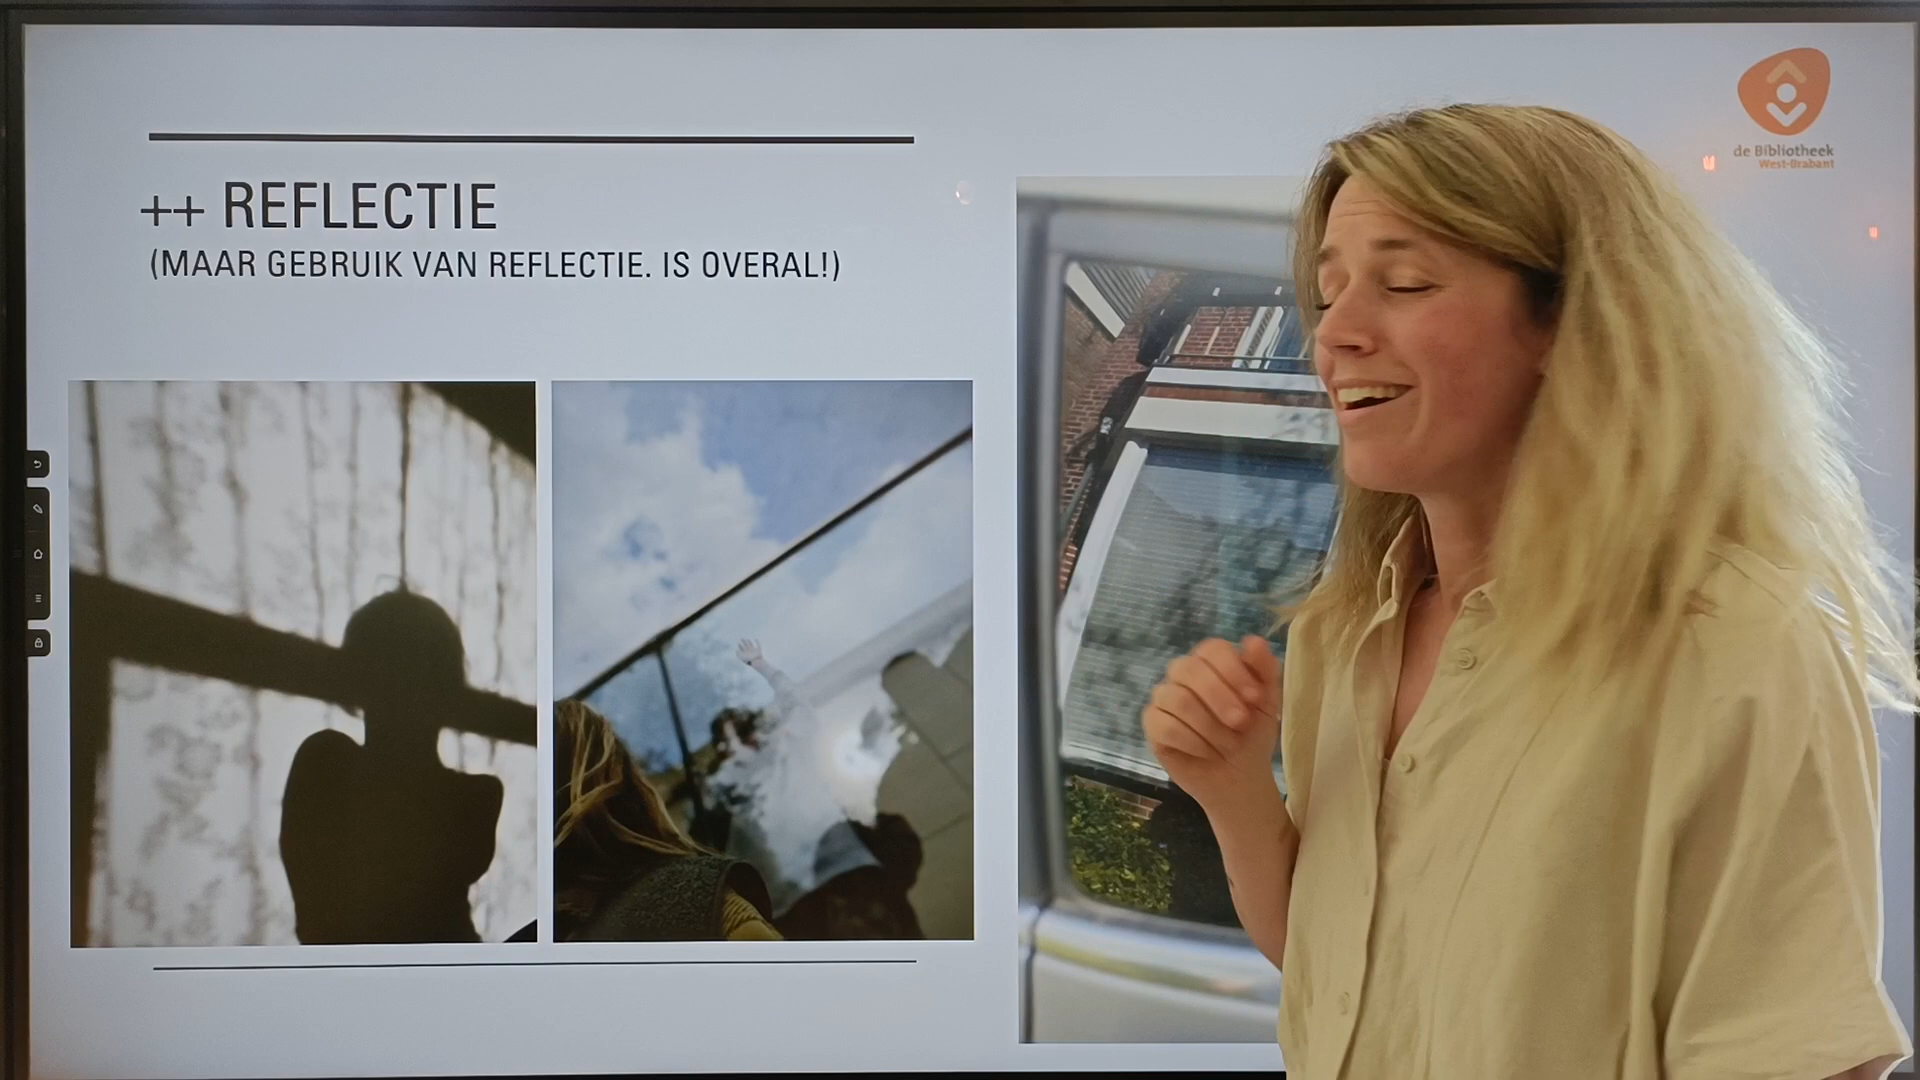 ++ REFLECTIE
(MAAR GEBRUIK VAN REFLECTIE. IS OVERAL!)
de Bibliotheek
West-Brabant